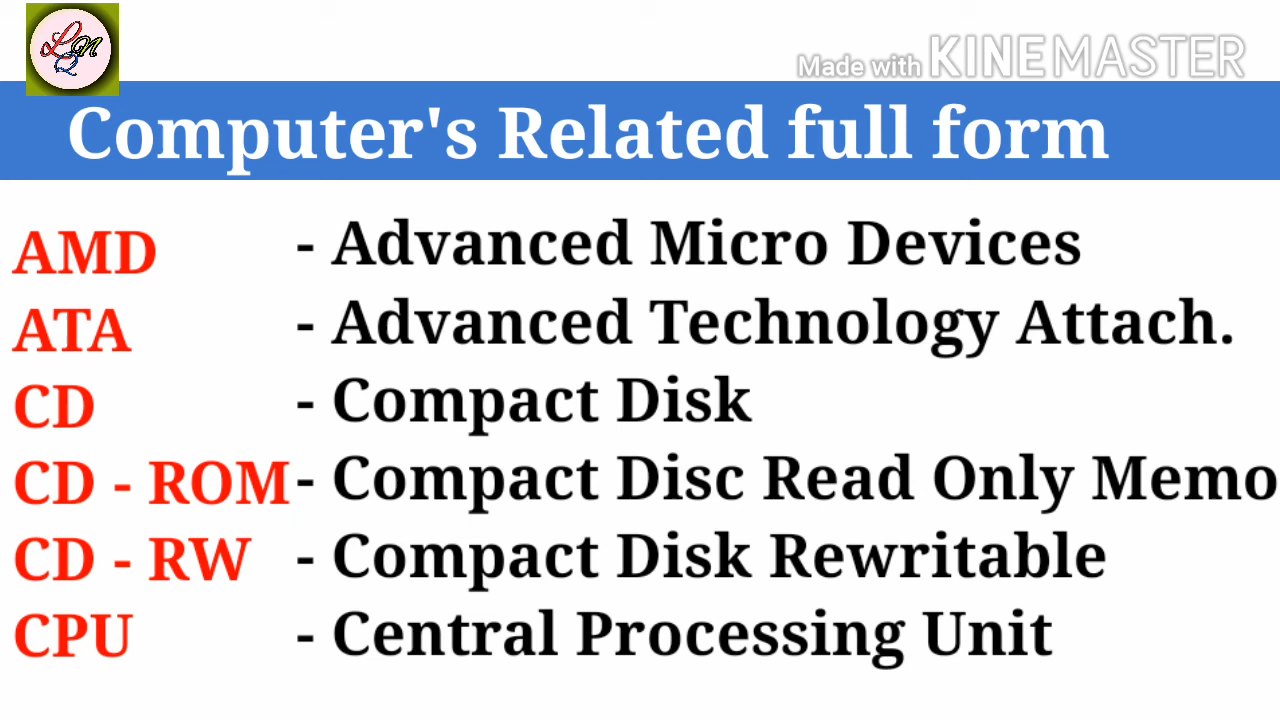 LNQ
Made with KINEMASTER
Computer's Related full form
AMD - Advanced Micro Devices
ATA - Advanced Technology Attach.
CD - Compact Disk
CD - ROM - Compact Disc Read Only Memo
CD - RW - Compact Disk Rewritable
CPU - Central Processing Unit